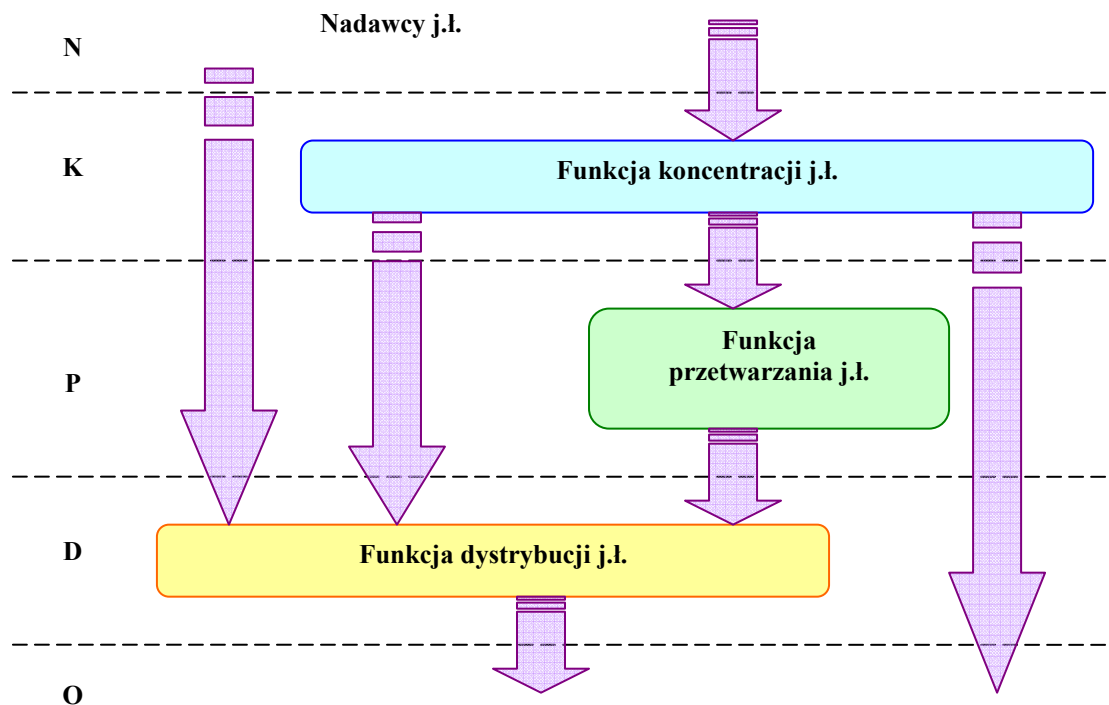 Nadawcy j.ł.
N
K
Funkcja koncentracji j.ł.
Funkcja
przetwarzania j.ł.
P
D
Funkcja dystrybucji j.ł.
O